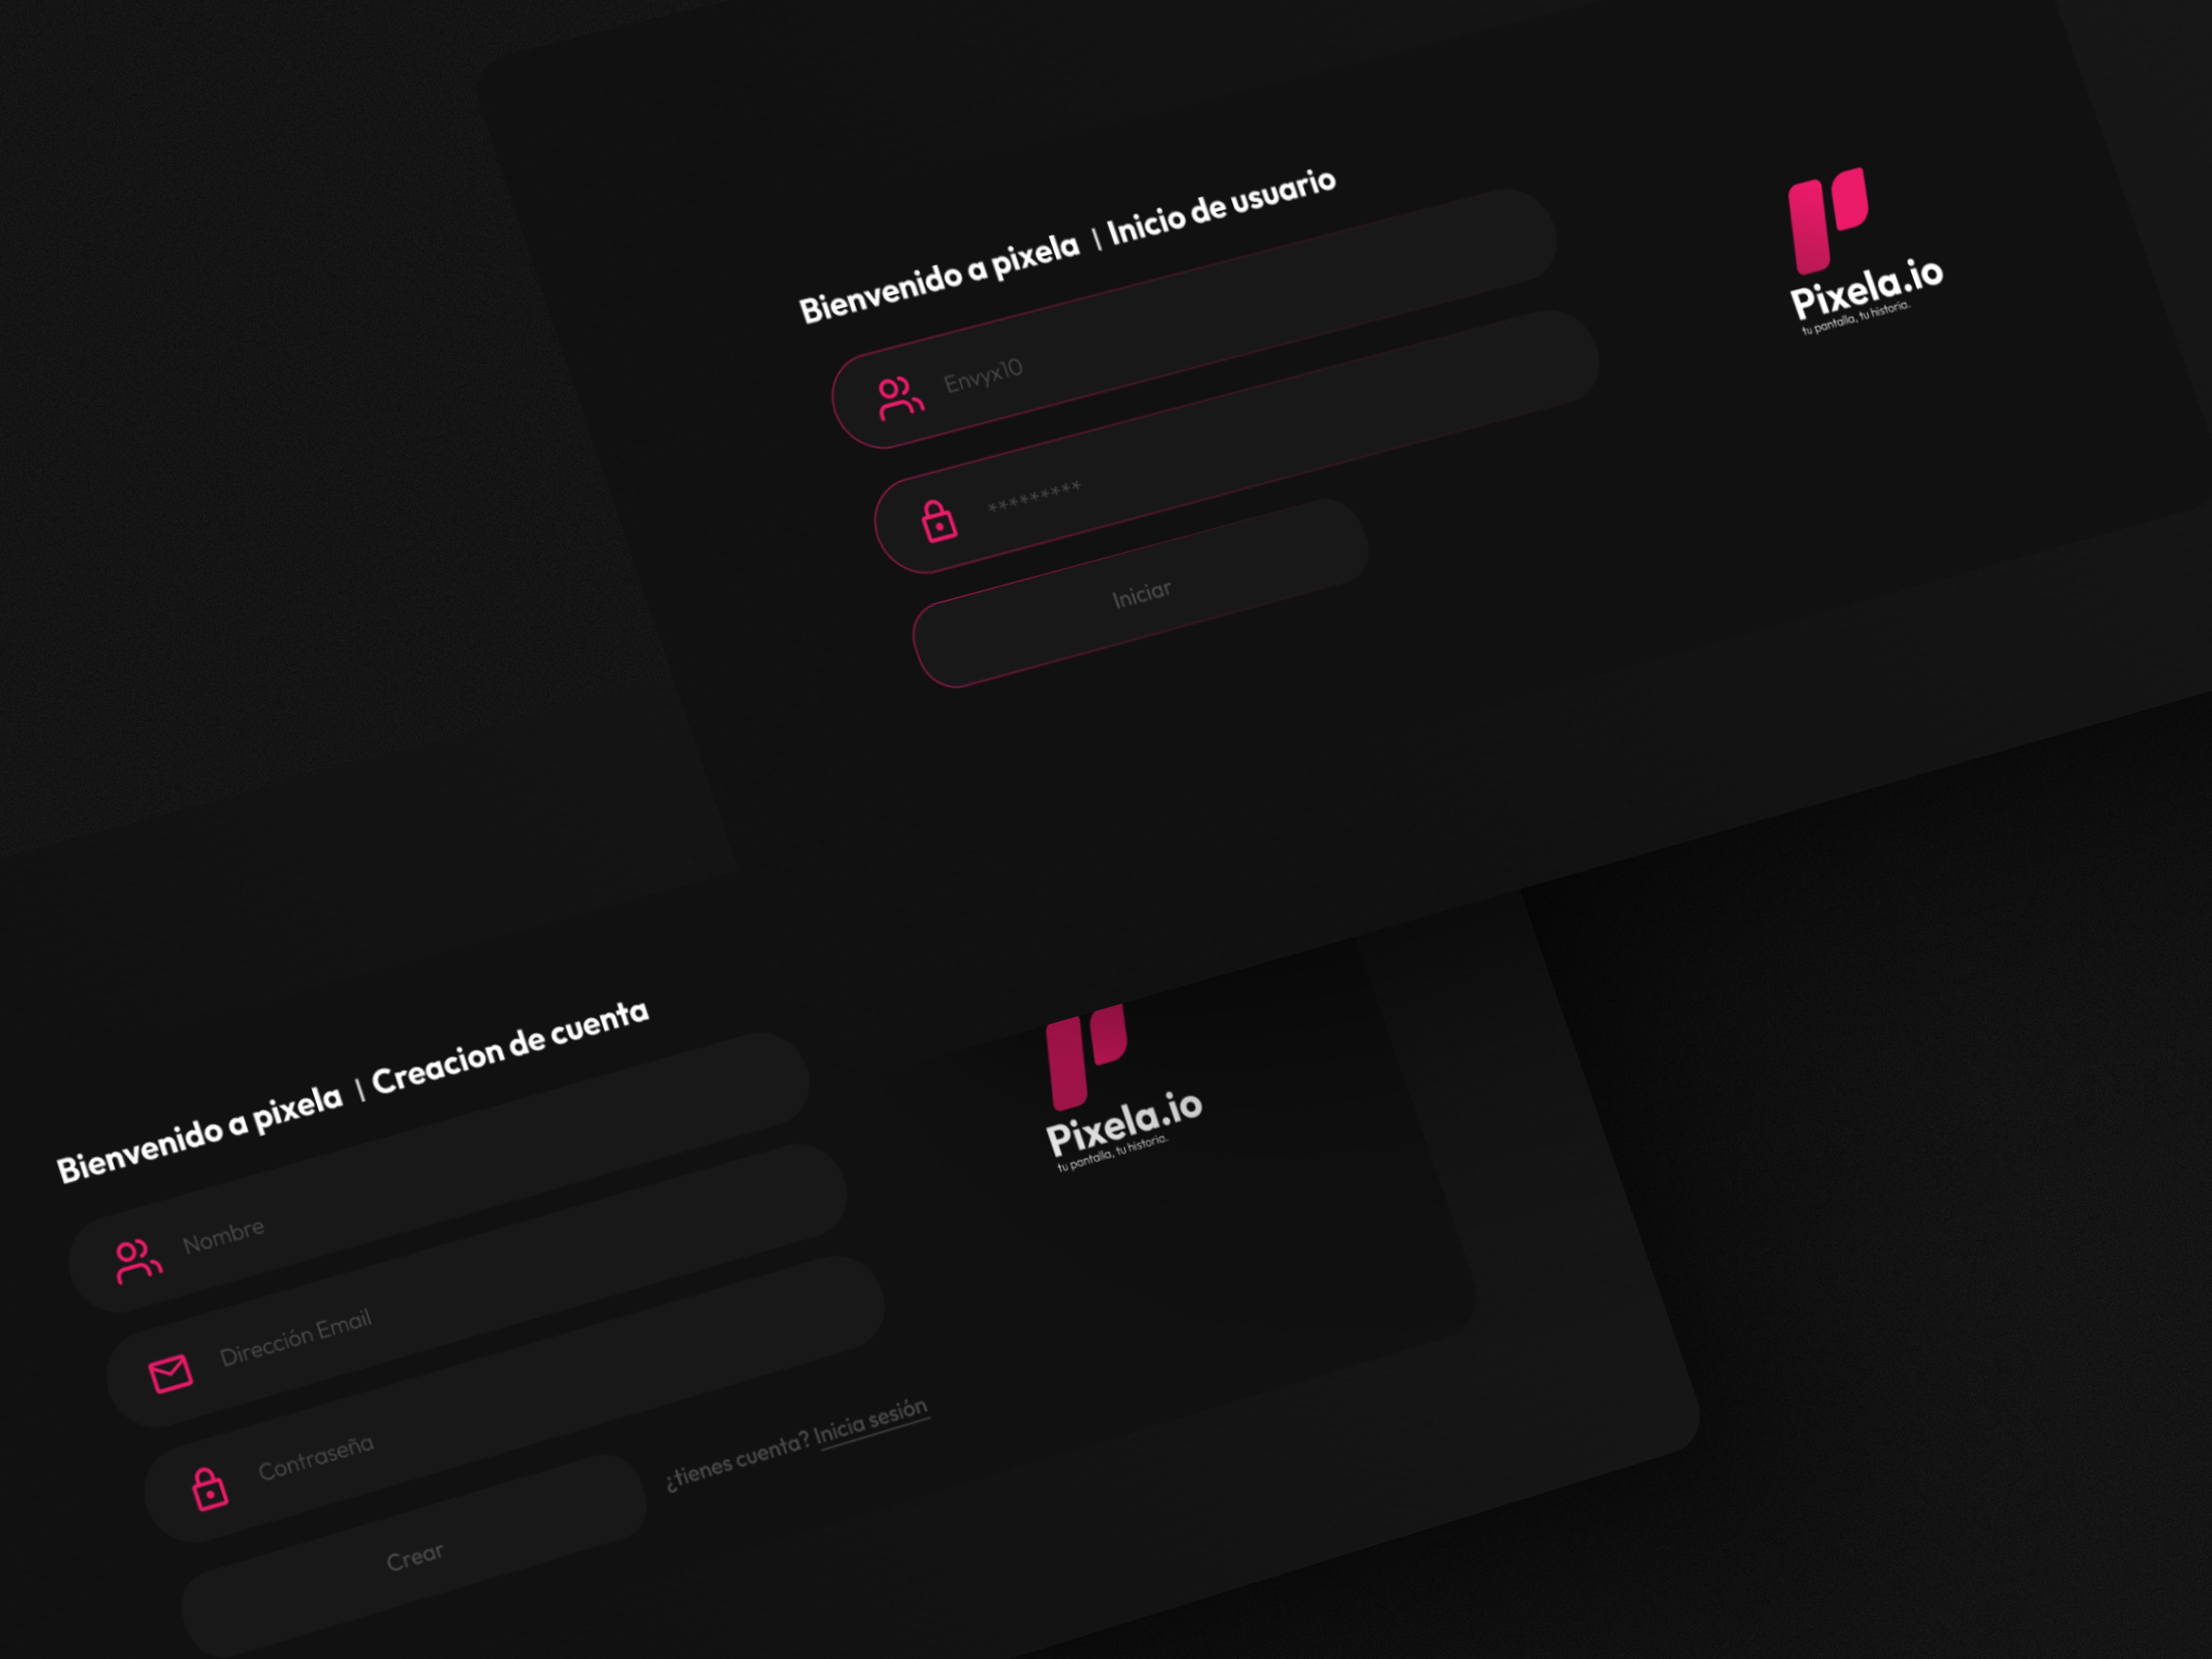 Bienvenido a pixela | Inicio de usuario
Envyx10
*********
Iniciar
Pixela.io
tu pantalla, tu historia.
Bienvenido a pixela | Creacion de cuenta
Nombre
Dirección Email
Contraseña
Crear
¿tienes cuenta? Inicia sesión
Pixela.io
tu pantalla, tu historia.